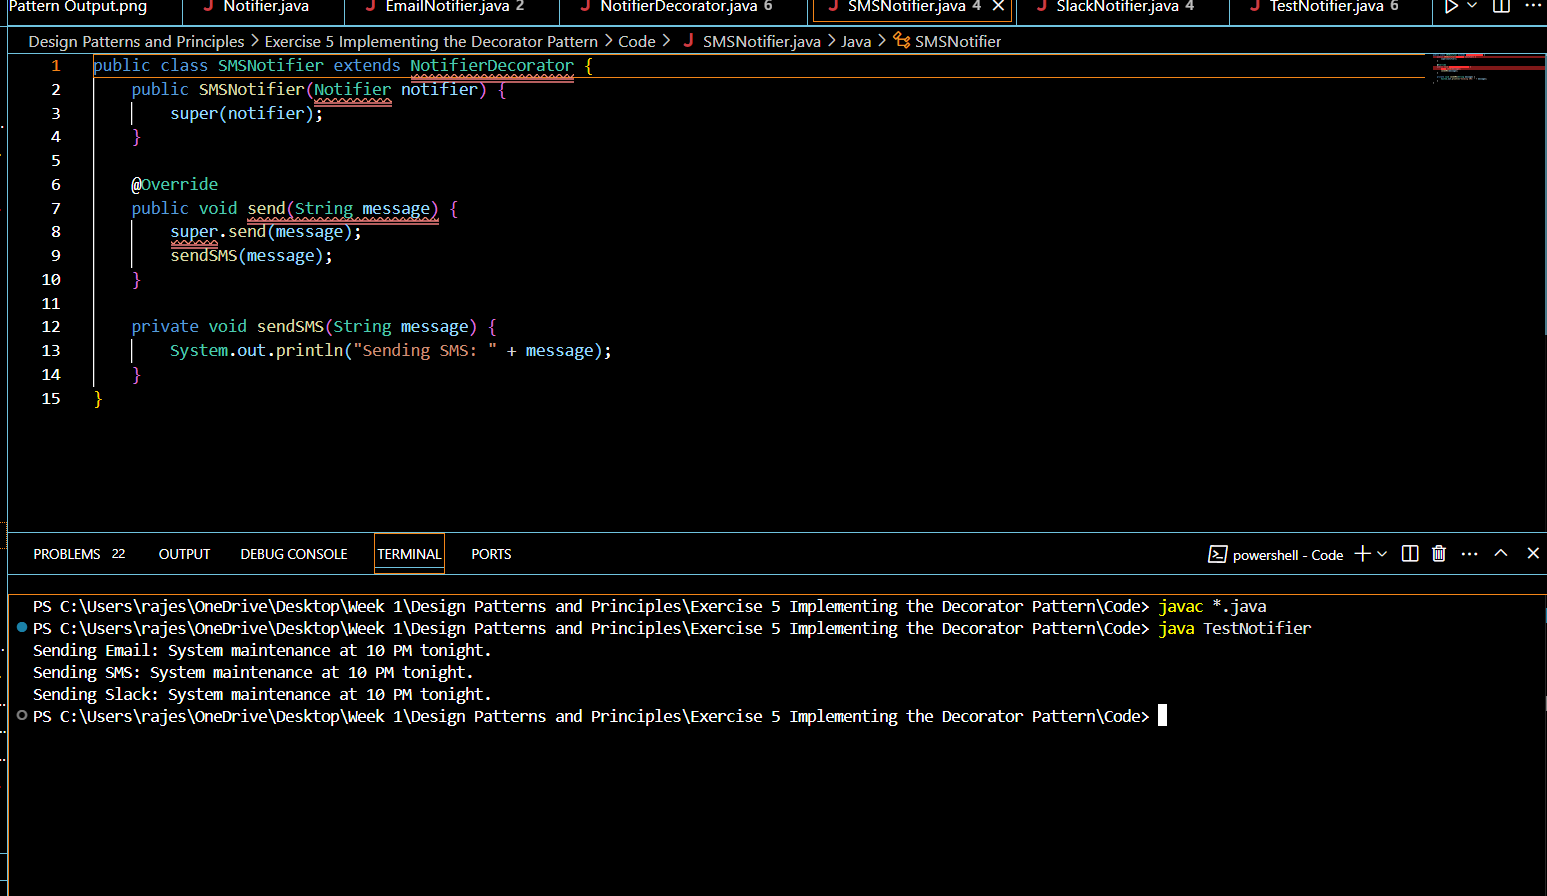 Pattern Output.png J Notifier.java J EmailNotifier.java 2 J NotifierDecorator.java 6 J SMSNotifier.java 4 J SlackNotifier.java 4 J TestNotifier.java 6
Design Patterns and Principles > Exercise 5 Implementing the Decorator Pattern > Code > J SMSNotifier.java > Java > SMSNotifier
1 public class SMSNotifier extends NotifierDecorator {
2 public SMSNotifier(Notifier notifier) {
3 super(notifier);
4 }
5
6 @Override
7 public void send(String message) {
8 super.send(message);
9 sendSMS(message);
10 }
11
12 private void sendSMS(String message) {
13 System.out.println("Sending SMS: " + message);
14 }
15 }
PROBLEMS 22 OUTPUT DEBUG CONSOLE TERMINAL PORTS powershell - Code
PS C:\Users\rajes\OneDrive\Desktop\Week 1\Design Patterns and Principles\Exercise 5 Implementing the Decorator Pattern\Code> javac *.java
PS C:\Users\rajes\OneDrive\Desktop\Week 1\Design Patterns and Principles\Exercise 5 Implementing the Decorator Pattern\Code> java TestNotifier
Sending Email: System maintenance at 10 PM tonight.
Sending SMS: System maintenance at 10 PM tonight.
Sending Slack: System maintenance at 10 PM tonight.
PS C:\Users\rajes\OneDrive\Desktop\Week 1\Design Patterns and Principles\Exercise 5 Implementing the Decorator Pattern\Code>